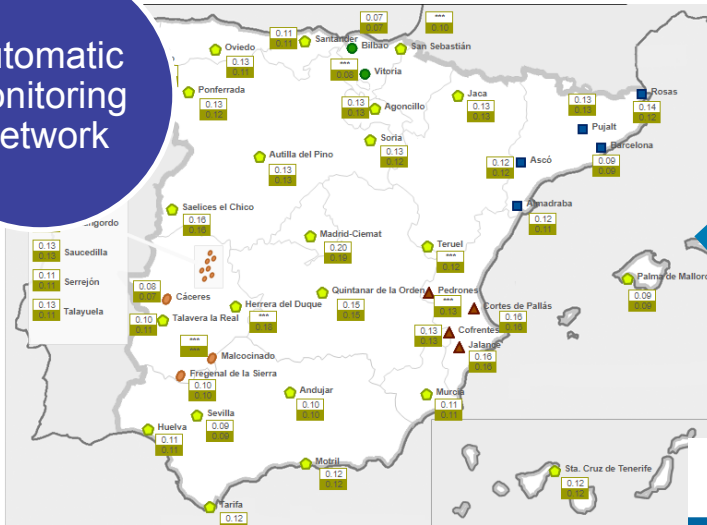 utomatic
onitoring
etwork
0.07
0.07
***
0.10
0.11
0.11
Santander
Bilbao
San Sebastián
Oviedo
0.13
0.11
***
0.08
Vitoria
Ponferrada
0.13
0.12
0.13
0.13
Agoncillo
Jaca
0.13
0.13
0.13
0.13
Rosas
0.14
0.12
Pujalt
Barcelona
0.09
0.09
Soria
0.13
0.12
Autilla del Pino
0.13
0.13
0.12
0.12
Ascó
Almadraba
0.12
0.11
Saelices el Chico
0.16
0.16
ngordo
0.13
0.13
Saucedilla
0.11
0.11
Serrejón
0.13
0.11
Talayuela
Madrid-Ciemat
0.20
0.19
Teruel
***
0.12
Palma de Mallorc
0.09
0.09
0.08
0.07
Cáceres
0.10
0.11
Talavera la Real
Herrera del Duque
***
0.18
Quintanar de la Orden
0.15
0.15
Pedrones
***
0.13
Cortes de Pallás
0.16
0.16
0.13
0.13
Cofrentes
Jalance
0.16
0.16
***
***
Malcocinado
Fregenal de la Sierra
0.10
0.10
Andujar
0.10
0.10
Murcia
0.11
0.11
Sevilla
0.09
0.09
Huelva
0.11
0.11
Motril
0.12
0.12
Tarifa
0.12
Sta. Cruz de Tenerife
0.12
0.12